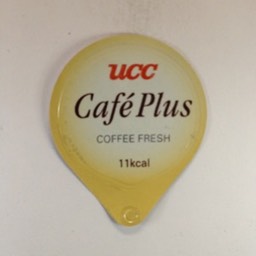 UCC
Café Plus
COFFEE FRESH
11kcal